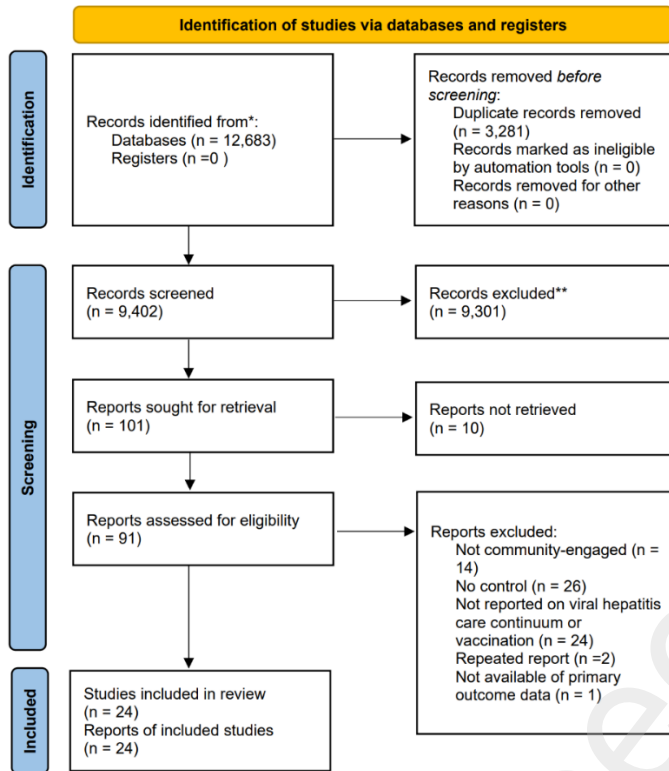 Identification of studies via databases and registers
Identification
Records identified from*:
Databases (n = 12,683)
Registers (n =0 )
Records removed before
screening:
Duplicate records removed
(n = 3,281)
Records marked as ineligible
by automation tools (n = 0)
Records removed for other
reasons (n = 0)
Screening
Records screened
(n = 9,402)
Records excluded**
(n = 9,301)
Reports sought for retrieval
(n = 101)
Reports not retrieved
(n = 10)
Reports assessed for eligibility
(n = 91)
Reports excluded:
Not community-engaged (n =
14)
No control (n = 26)
Not reported on viral hepatitis
care continuum or
vaccination (n = 24)
Repeated report (n =2)
Not available of primary
outcome data (n = 1)
Included
Studies included in review
(n = 24)
Reports of included studies
(n = 24)